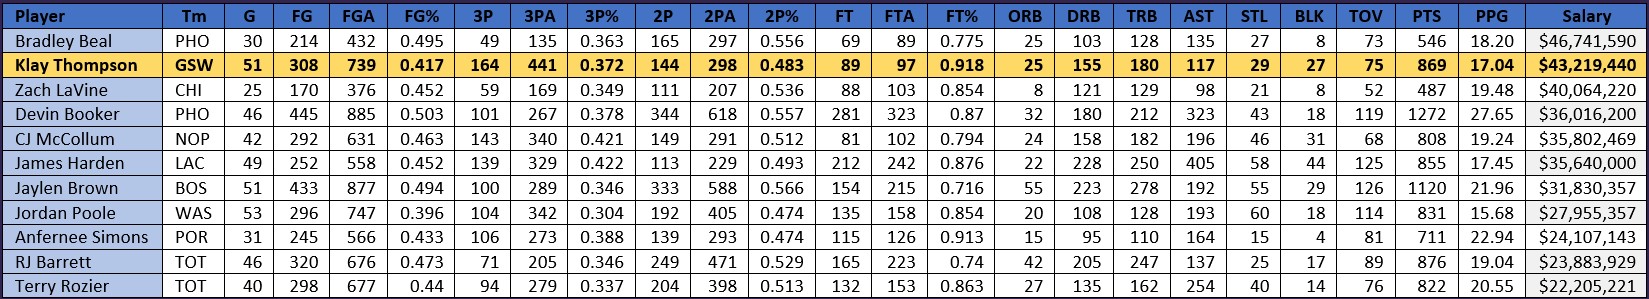 Player Tm G FG FGA FG% 3P 3PA 3P% 2P 2PA 2P% FT FTA FT% ORB DRB TRB AST STL BLK TOV PTS PPG Salary
Bradley Beal PHO 30 214 432 0.495 49 135 0.363 165 297 0.556 69 89 0.775 25 103 128 135 27 8 73 546 18.20 $46,741,590
Klay Thompson GSW 51 308 739 0.417 164 441 0.372 144 298 0.483 89 97 0.918 25 155 180 117 29 27 75 869 17.04 $43,219,440
Zach LaVine CHI 25 170 376 0.452 59 169 0.349 111 207 0.536 88 103 0.854 8 121 129 98 21 8 52 487 19.48 $40,064,220
Devin Booker PHO 46 445 885 0.503 101 267 0.378 344 618 0.557 281 323 0.87 32 180 212 323 43 18 119 1272 27.65 $36,016,200
CJ McCollum NOP 42 292 631 0.463 143 340 0.421 149 291 0.512 81 102 0.794 24 158 182 196 46 31 68 808 19.24 $35,802,469
James Harden LAC 49 252 558 0.452 139 329 0.422 113 229 0.493 212 242 0.876 22 228 250 405 58 44 125 855 17.45 $35,640,000
Jaylen Brown BOS 51 433 877 0.494 100 289 0.346 333 588 0.566 154 215 0.716 55 223 278 192 55 29 126 1120 21.96 $31,830,357
Jordan Poole WAS 53 296 747 0.396 104 342 0.304 192 405 0.474 135 158 0.854 20 108 128 193 60 18 114 831 15.68 $27,955,357
Anfernee Simons POR 31 245 566 0.433 106 273 0.388 139 293 0.474 115 126 0.913 15 95 110 164 15 4 81 711 22.94 $24,107,143
RJ Barrett TOT 46 320 676 0.473 71 205 0.346 249 471 0.529 165 223 0.74 42 205 247 137 25 17 89 876 19.04 $23,883,929
Terry Rozier TOT 40 298 677 0.44 94 279 0.337 204 398 0.513 132 153 0.863 27 135 162 254 40 14 76 822 20.55 $22,205,221